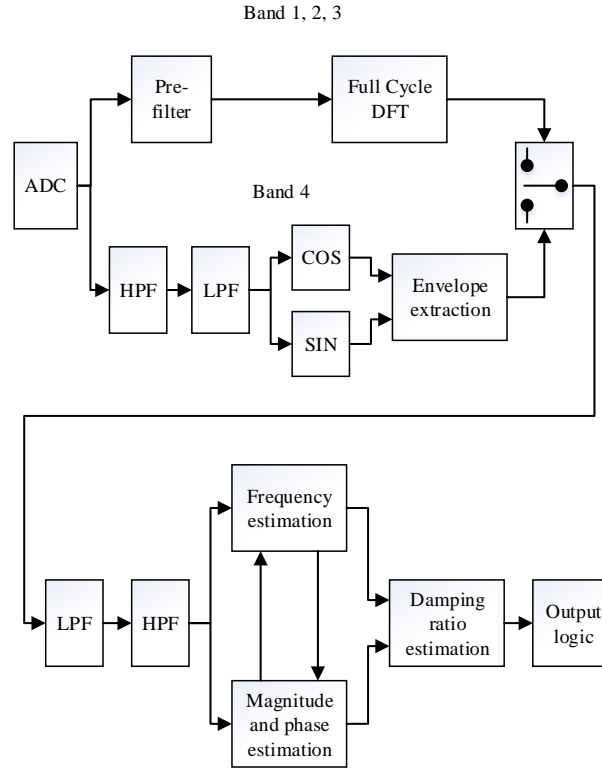 Band 1, 2, 3
Pre-
filter
Full Cycle
DFT
ADC
Band 4
HPF
LPF
COS
SIN
Envelope
extraction
Frequency
estimation
LPF
HPF
Magnitude
and phase
estimation
Damping
ratio
estimation
Output
logic